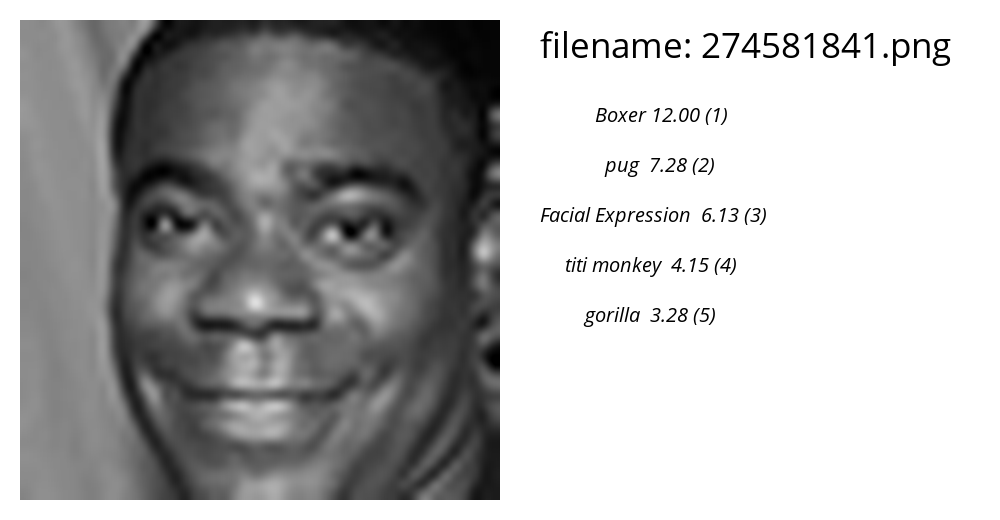 filename: 274581841.png
Boxer 12.00 (1)
pug 7.28 (2)
Facial Expression 6.13 (3)
titi monkey 4.15 (4)
gorilla 3.28 (5)